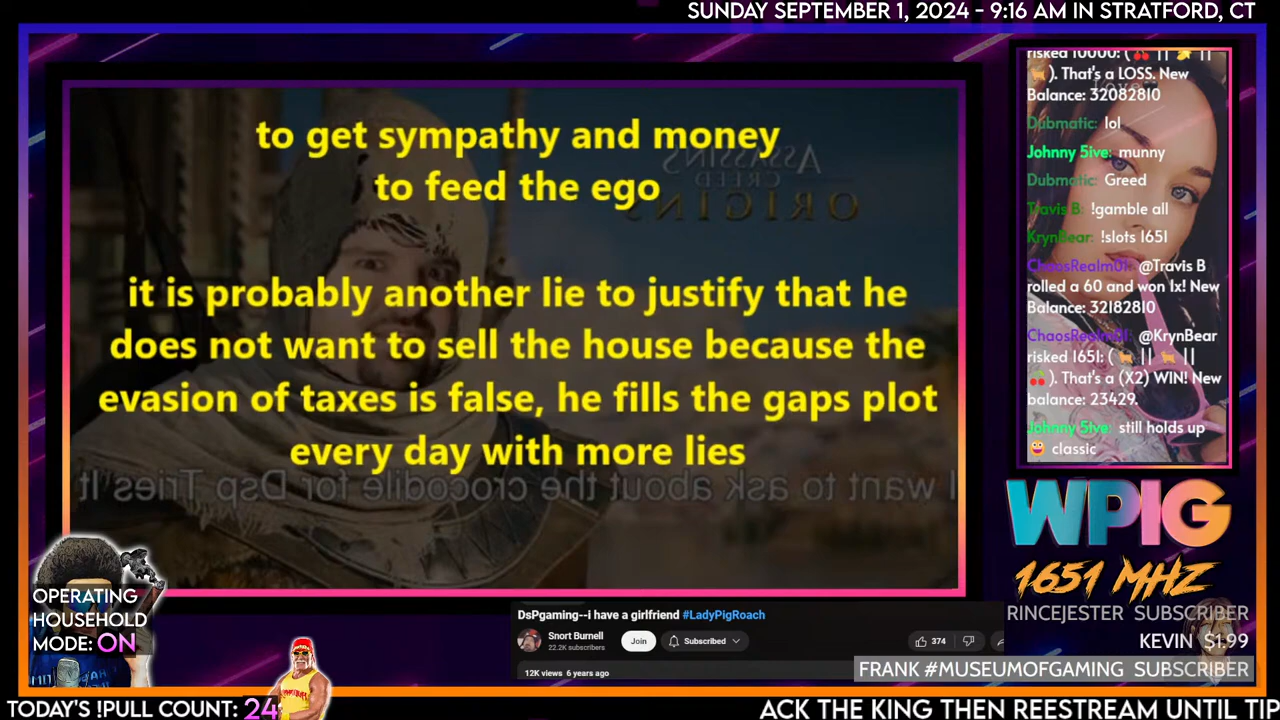 SUNDAY SEPTEMBER 1, 2024 - 9:16 AM IN STRATFORD, CT
to get sympathy and money
to feed the ego
ASSASSIN'S
CREED
ORIGINS
it is probably another lie to justify that he
does not want to sell the house because the
evasion of taxes is false, he fills the gaps plot
every day with more lies
I want to ask about the crocodile for Dsp Tries It
risked 10000: (🍒 || ⭐ ||
🐕). That's a LOSS. New
Balance: 32082810
Dubmatic: lol
Johnny 5ive: munny
Dubmatic: Greed
Travis B: !gamble all
KrynBear: !slots 1651
ChaosRealm01: @Travis B
rolled a 60 and won 1x! New
Balance: 32182810
ChaosRealm01: @KrynBear
risked 1651: (🐕 || 🐕 ||
🍒). That's a (X2) WIN! New
balance: 23429.
Johnny 5ive: still holds up
😀 classic
WPIG
1651 MHZ
RINCEJESTER SUBSCRIBER
KEVIN $1.99
FRANK #MUSEUMOFGAMING SUBSCRIBER
OPERATING
HOUSEHOLD
MODE: ON
DsPgaming--i have a girlfriend #LadyPigRoach
Snort Burnell
22.2K subscribers
Join
Subscribed
374
12K views 6 years ago
TODAY'S !PULL COUNT: 24
ACK THE KING THEN REESTREAM UNTIL TIP